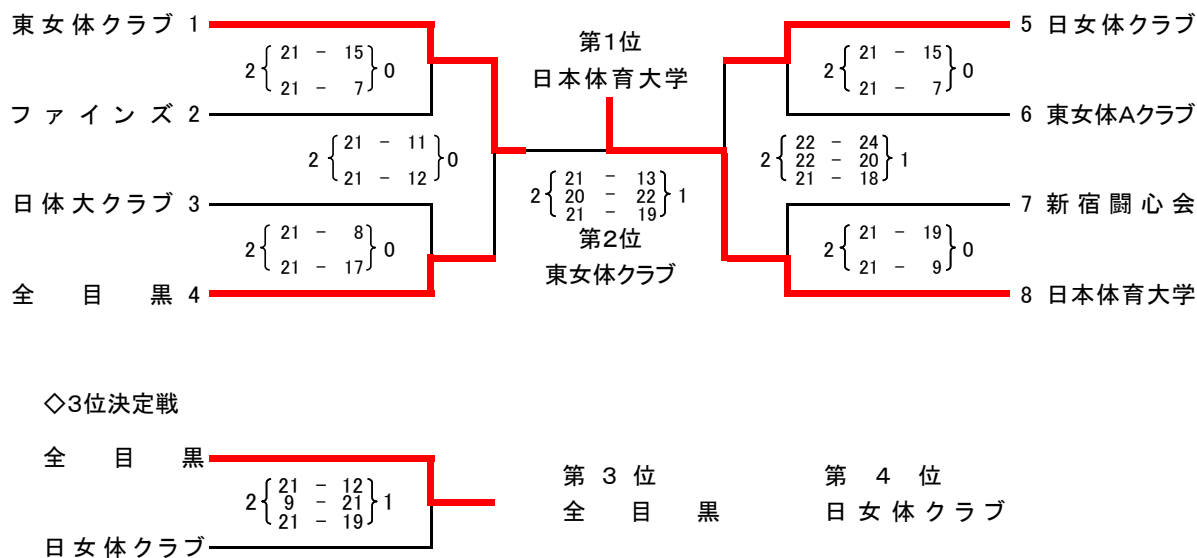 東女体クラブ 1
2 { 21 － 15 } 0
21 － 7
ファインズ 2
2 { 21 － 11 } 0
21 － 12
日体大クラブ 3
2 { 21 － 8 } 0
21 － 17
全目黒 4
第1位
日本体育大学
2 { 21 － 13 } 1
20 － 22
21 － 19
第2位
東女体クラブ
5 日女体クラブ
2 { 21 － 15 } 0
21 － 7
6 東女体Aクラブ
2 { 22 － 24 } 1
22 － 20
21 － 18
7 新宿闘心会
2 { 21 － 19 } 0
21 － 9
8 日本体育大学
◇3位決定戦
全目黒
2 { 21 － 12 } 1
9 － 21
21 － 19
日女体クラブ
第3位
全目黒
第4位
日女体クラブ